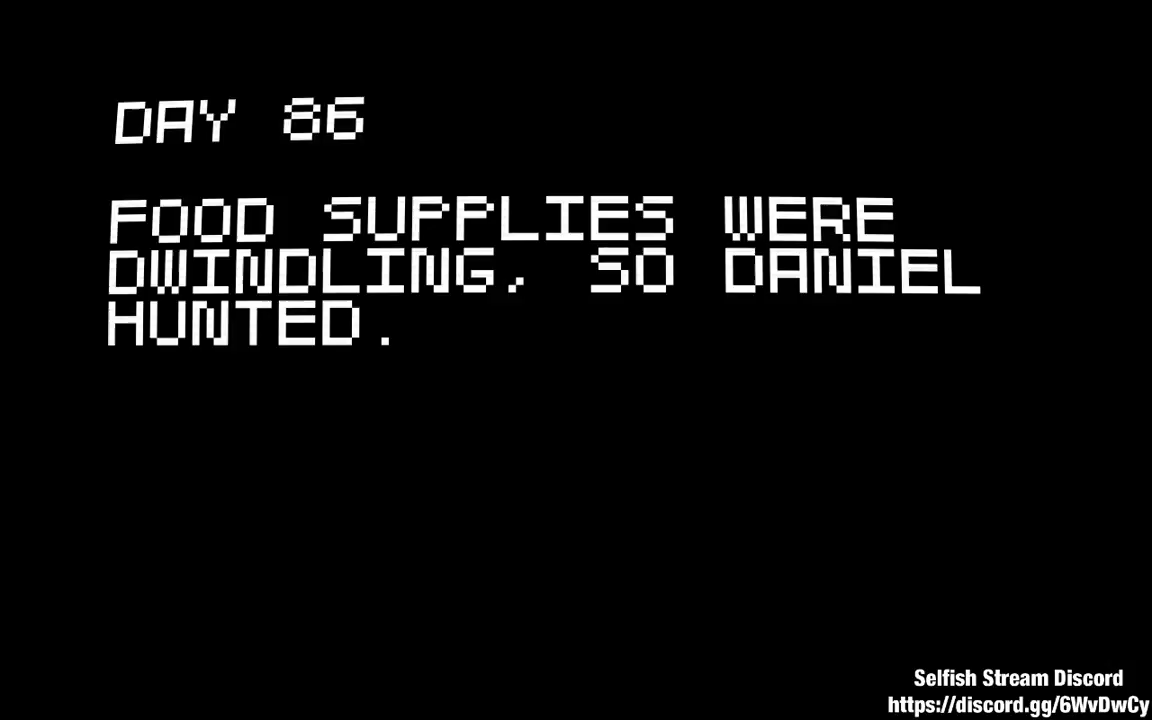 DAY 86
FOOD SUPPLIES WERE
DWINDLING, SO DANIEL
HUNTED.
Selfish Stream Discord
https://discord.gg/6WvDwCy